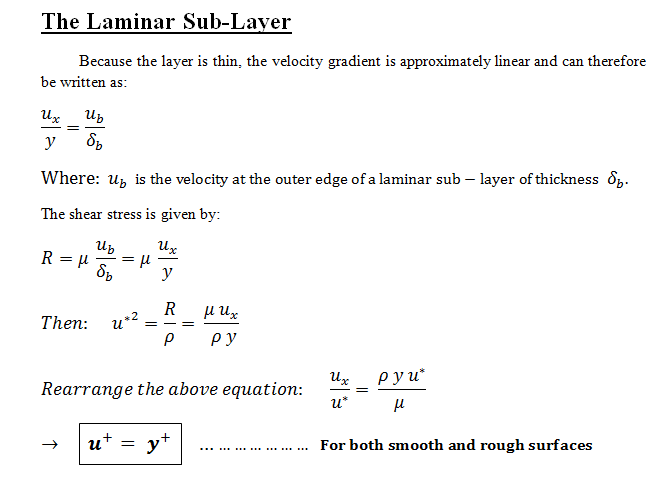 The Laminar Sub-Layer
Because the layer is thin, the velocity gradient is approximately linear and can therefore
be written as:
u_x / y = u_b / δ_b
Where: u_b is the velocity at the outer edge of a laminar sub − layer of thickness δ_b.
The shear stress is given by:
R = μ u_b / δ_b = μ u_x / y
Then: u*² = R / ρ = μ u_x / ρ y
Rearrange the above equation: u_x / u* = ρ y u* / μ
→ u⁺ = y⁺ … … … … … … … For both smooth and rough surfaces